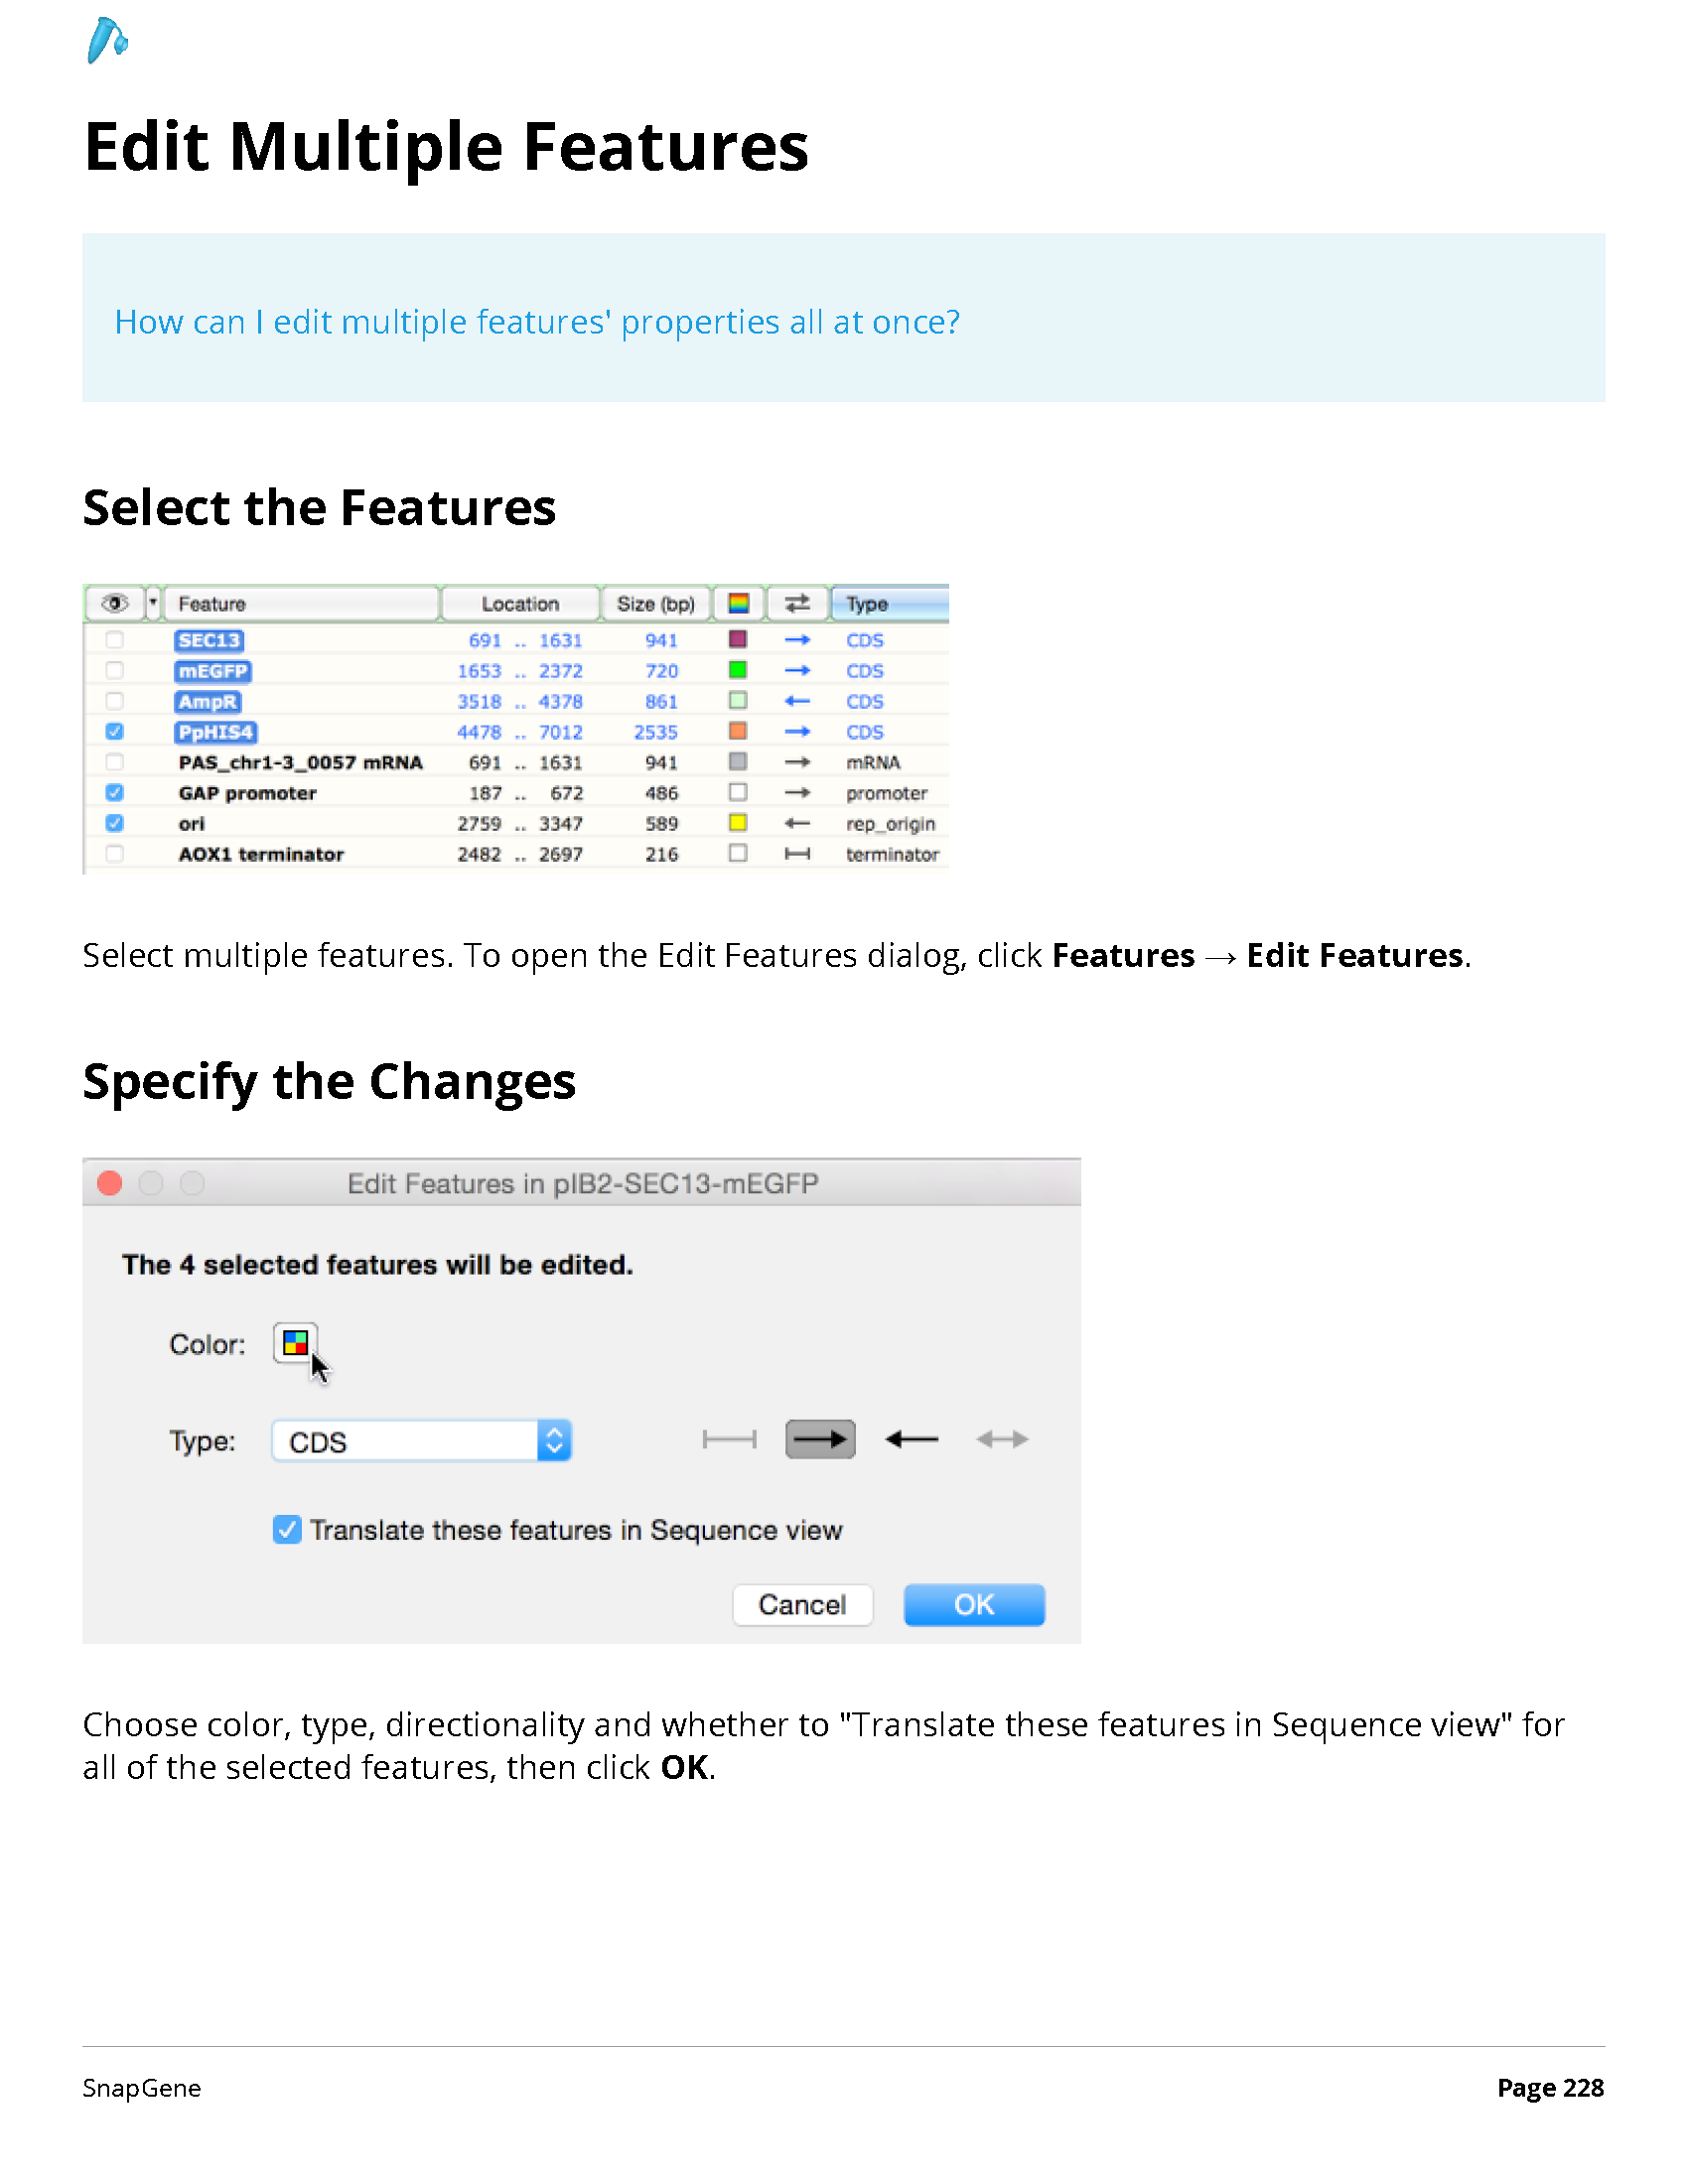 Edit Multiple Features
How can I edit multiple features' properties all at once?
Select the Features
Feature Location Size (bp) Type
SEC13 691 .. 1631 941 CDS
mEGFP 1653 .. 2372 720 CDS
AmpR 3518 .. 4378 861 CDS
PpHIS4 4478 .. 7012 2535 CDS
PAS_chr1-3_0057 mRNA 691 .. 1631 941 mRNA
GAP promoter 187 .. 672 486 promoter
ori 2759 .. 3347 589 rep_origin
AOX1 terminator 2482 .. 2697 216 terminator
Select multiple features. To open the Edit Features dialog, click Features → Edit Features.
Specify the Changes
Edit Features in pIB2-SEC13-mEGFP
The 4 selected features will be edited.
Color:
Type: CDS
Translate these features in Sequence view
Cancel OK
Choose color, type, directionality and whether to "Translate these features in Sequence view" for
all of the selected features, then click OK.
SnapGene Page 228